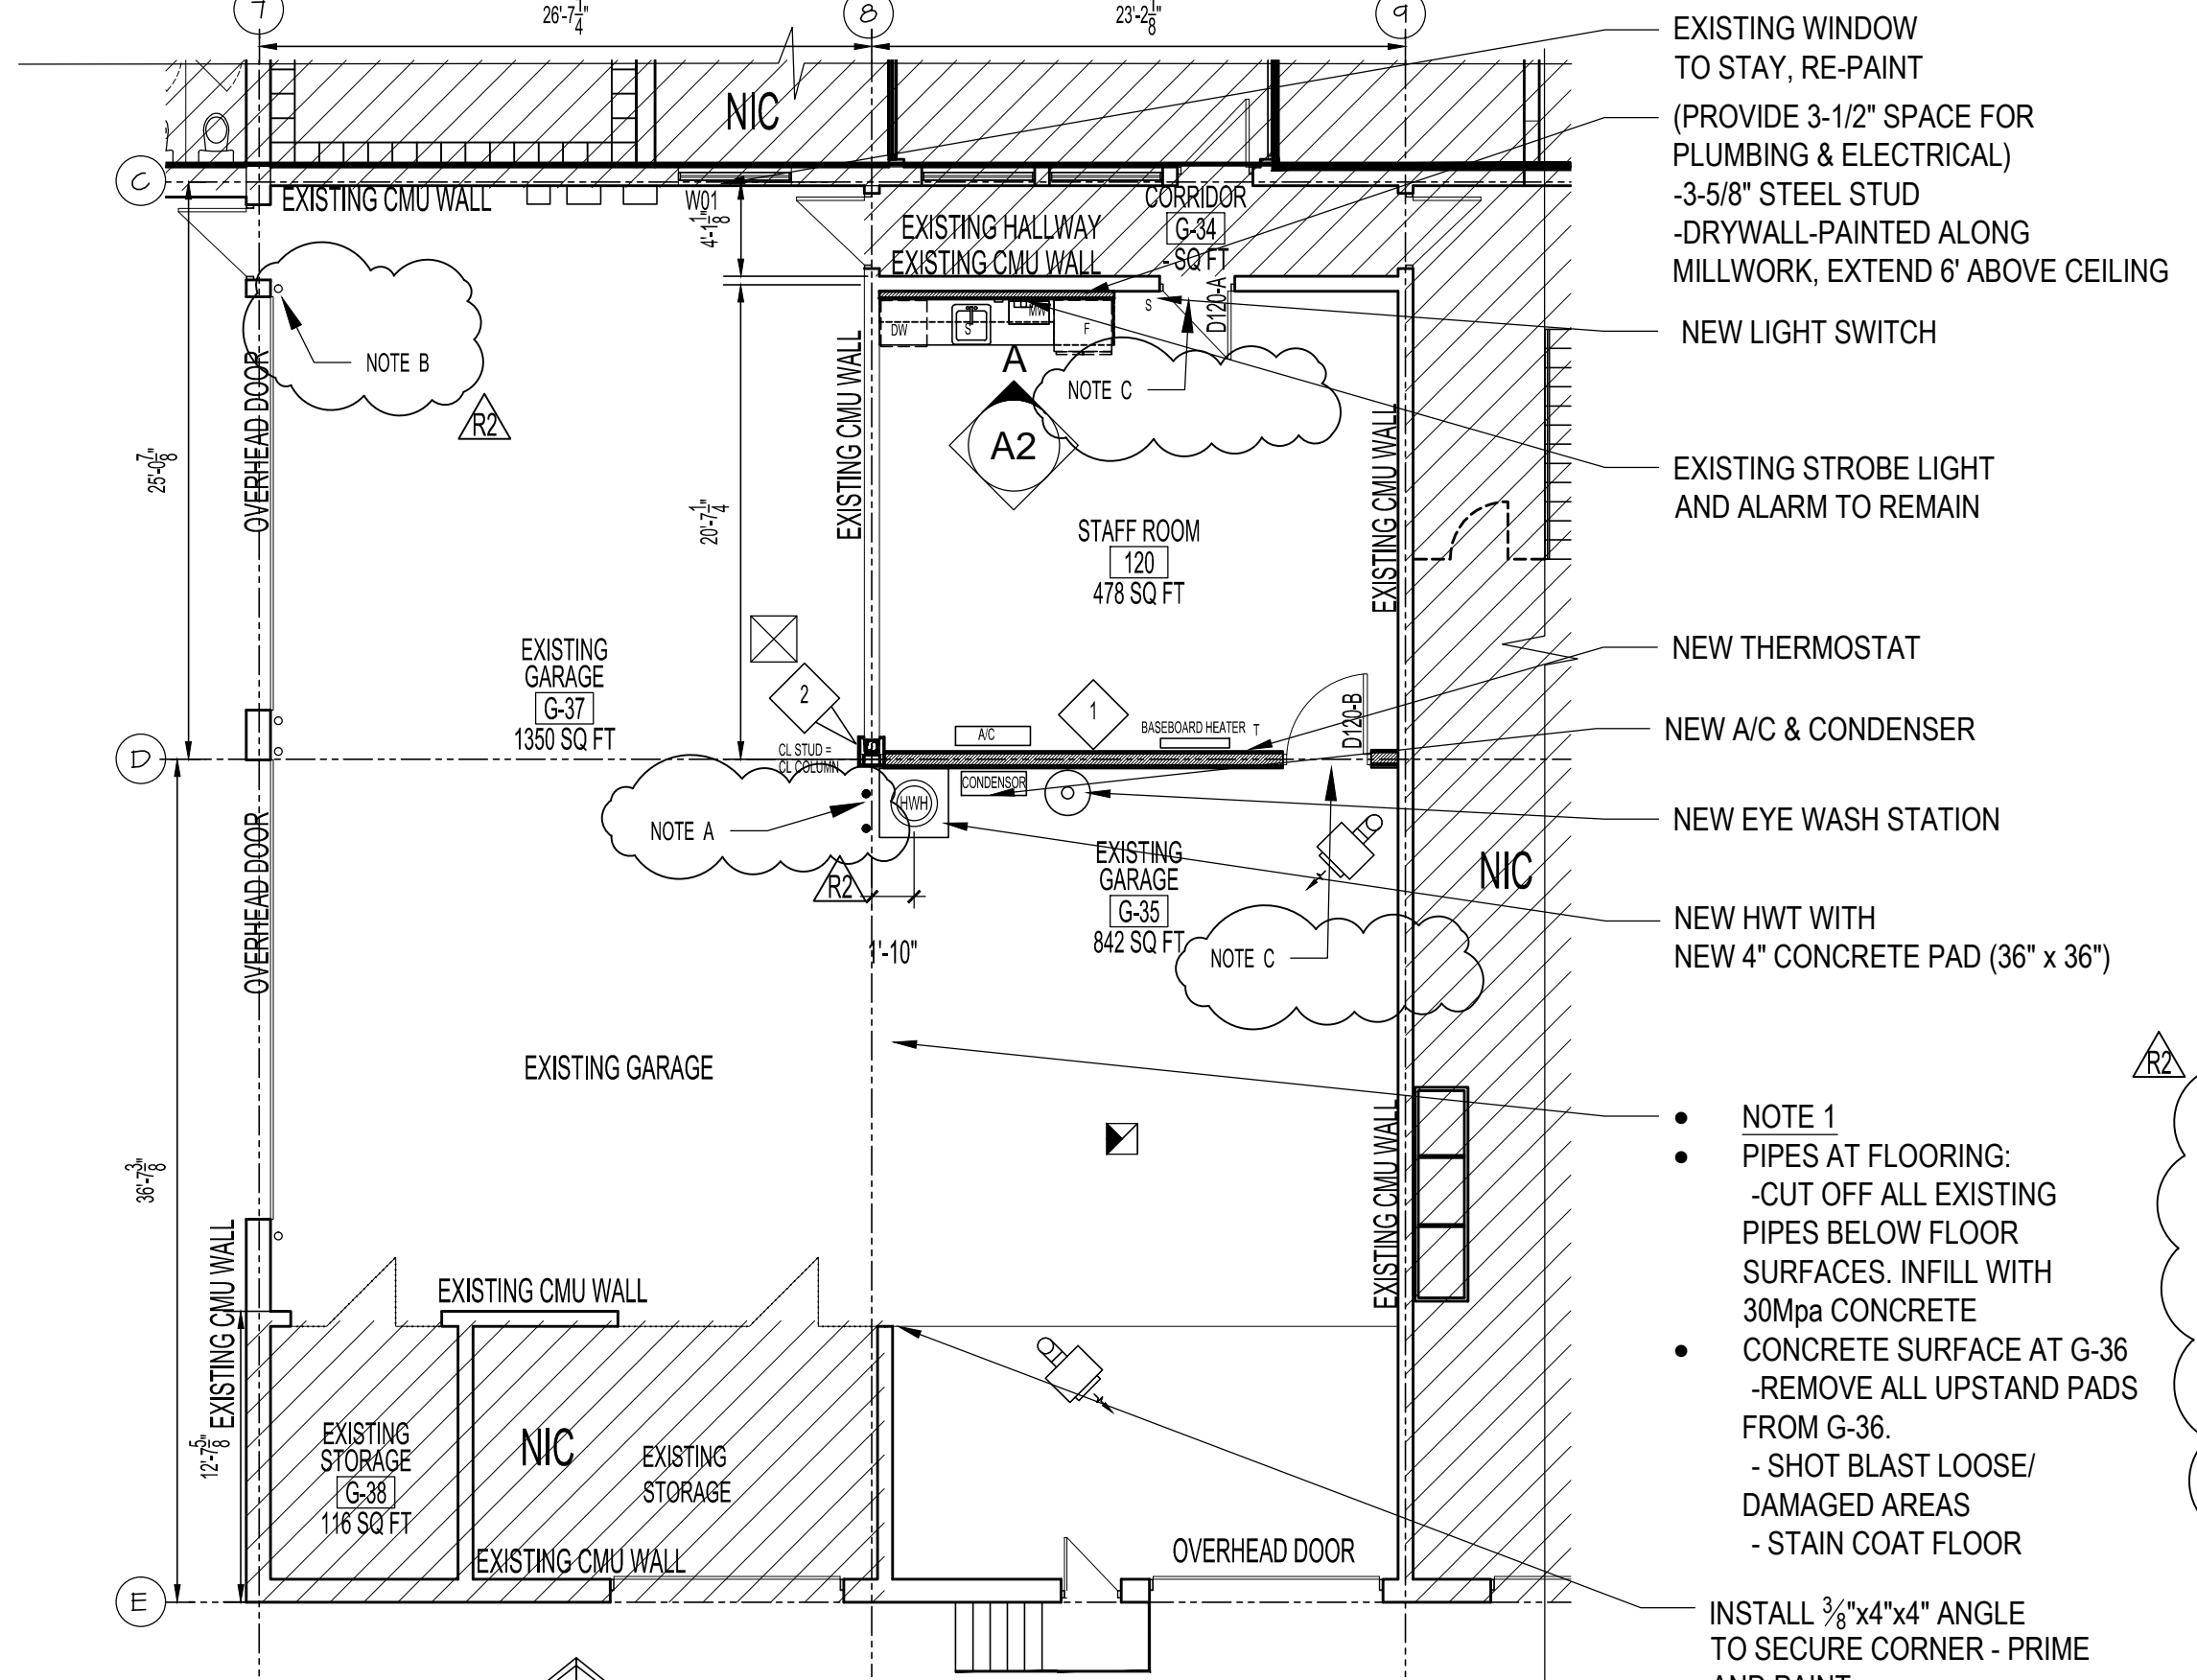 7
26'-7 1/4"
8
23'-2 1/8"
9
NIC
C
EXISTING CMU WALL
W01
4'-1 1/8"
CORRIDOR
G-34
- SQ FT
EXISTING HALLWAY
EXISTING CMU WALL
D120-A
S
DW
S
MW
F
NOTE B
R2
OVERHEAD DOOR
25'-0 7/8"
20'-7 1/4"
EXISTING CMU WALL
A
A2
NOTE C
EXISTING CMU WALL
STAFF ROOM
120
478 SQ FT
EXISTING
GARAGE
G-37
1350 SQ FT
2
1
A/C
BASEBOARD HEATER
T
D120-B
D
CL STUD =
CL COLUMN
CONDENSOR
HWH
NOTE A
R2
1'-10"
EXISTING
GARAGE
G-35
842 SQ FT
NOTE C
NIC
OVERHEAD DOOR
EXISTING GARAGE
36'-7 3/8"
EXISTING CMU WALL
EXISTING CMU WALL
EXISTING CMU WALL
12'-7 5/8"
EXISTING
STORAGE
G-38
116 SQ FT
NIC
EXISTING
STORAGE
EXISTING CMU WALL
OVERHEAD DOOR
E
EXISTING WINDOW
TO STAY, RE-PAINT
(PROVIDE 3-1/2" SPACE FOR
PLUMBING & ELECTRICAL)
-3-5/8" STEEL STUD
-DRYWALL-PAINTED ALONG
MILLWORK, EXTEND 6' ABOVE CEILING
NEW LIGHT SWITCH
EXISTING STROBE LIGHT
AND ALARM TO REMAIN
NEW THERMOSTAT
NEW A/C & CONDENSER
NEW EYE WASH STATION
NEW HWT WITH
NEW 4" CONCRETE PAD (36" x 36")
R2
• NOTE 1
• PIPES AT FLOORING:
-CUT OFF ALL EXISTING
PIPES BELOW FLOOR
SURFACES. INFILL WITH
30Mpa CONCRETE
• CONCRETE SURFACE AT G-36
-REMOVE ALL UPSTAND PADS
FROM G-36.
- SHOT BLAST LOOSE/
DAMAGED AREAS
- STAIN COAT FLOOR
INSTALL 3/8"x4"x4" ANGLE
TO SECURE CORNER - PRIME
AND PAINT